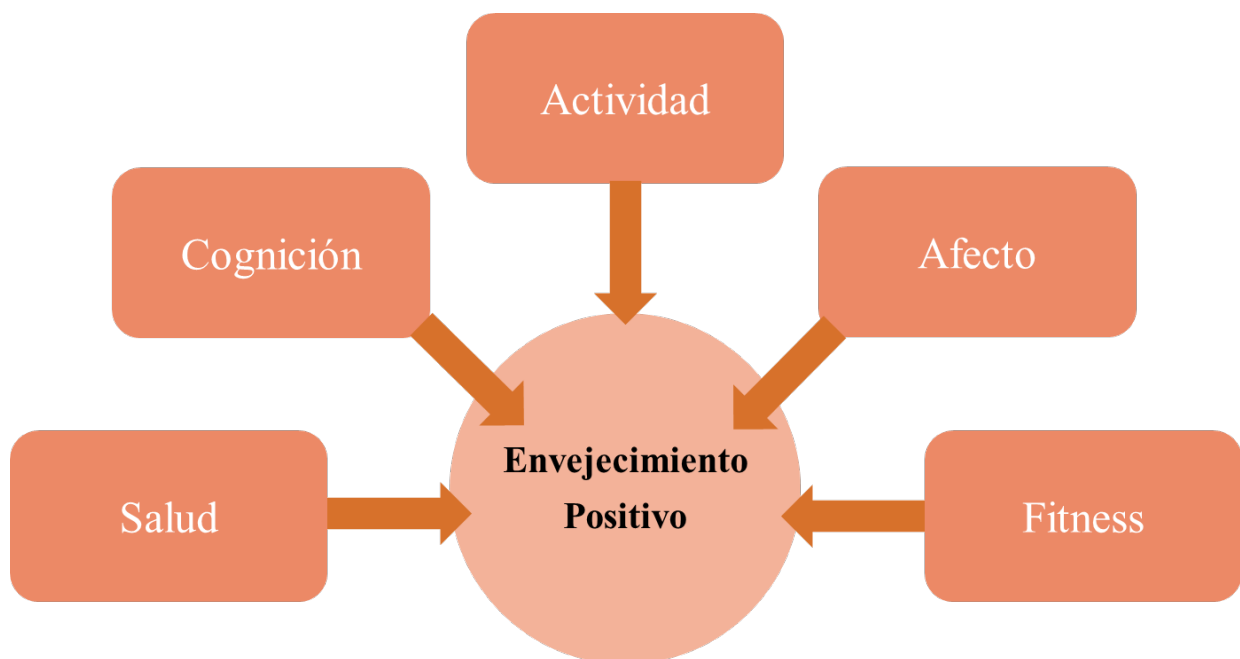 Actividad
Cognición
Afecto
Envejecimiento
Positivo
Salud
Fitness